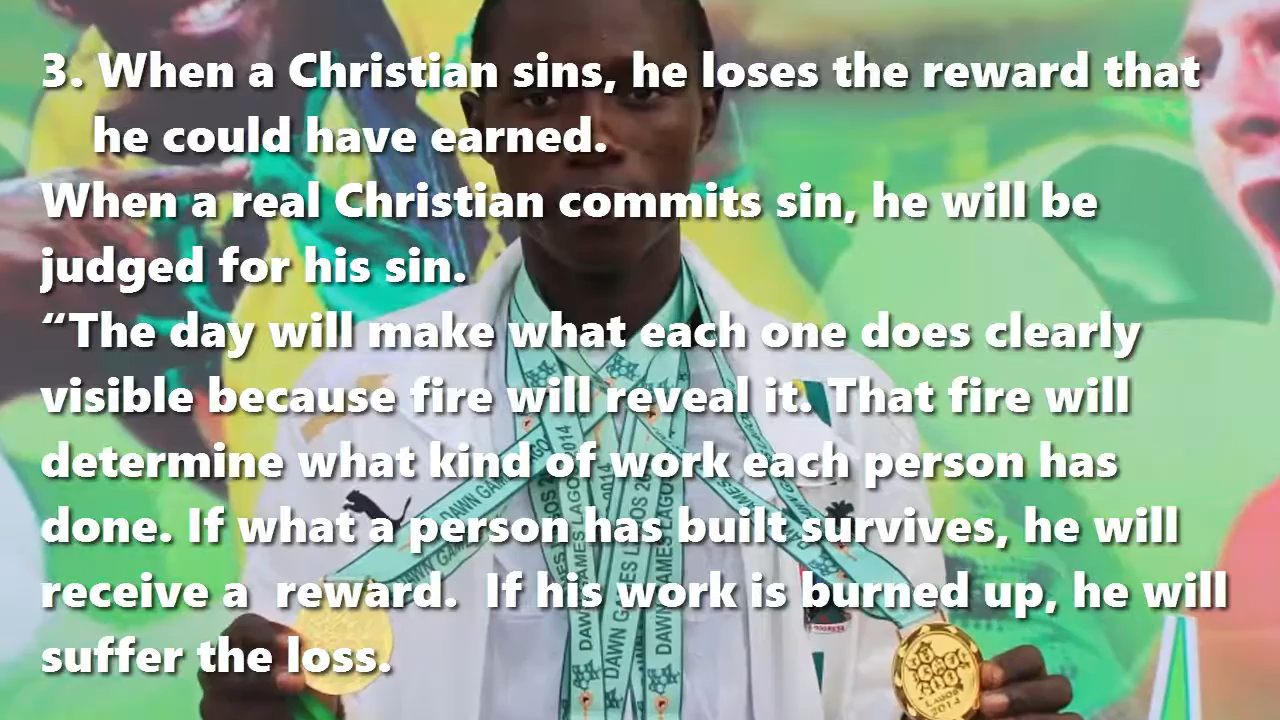 3. When a Christian sins, he loses the reward that
he could have earned.
When a real Christian commits sin, he will be
judged for his sin.
“The day will make what each one does clearly
visible because fire will reveal it. That fire will
determine what kind of work each person has
done. If what a person has built survives, he will
receive a  reward.  If his work is burned up, he will
suffer the loss.
LAGOS
2014